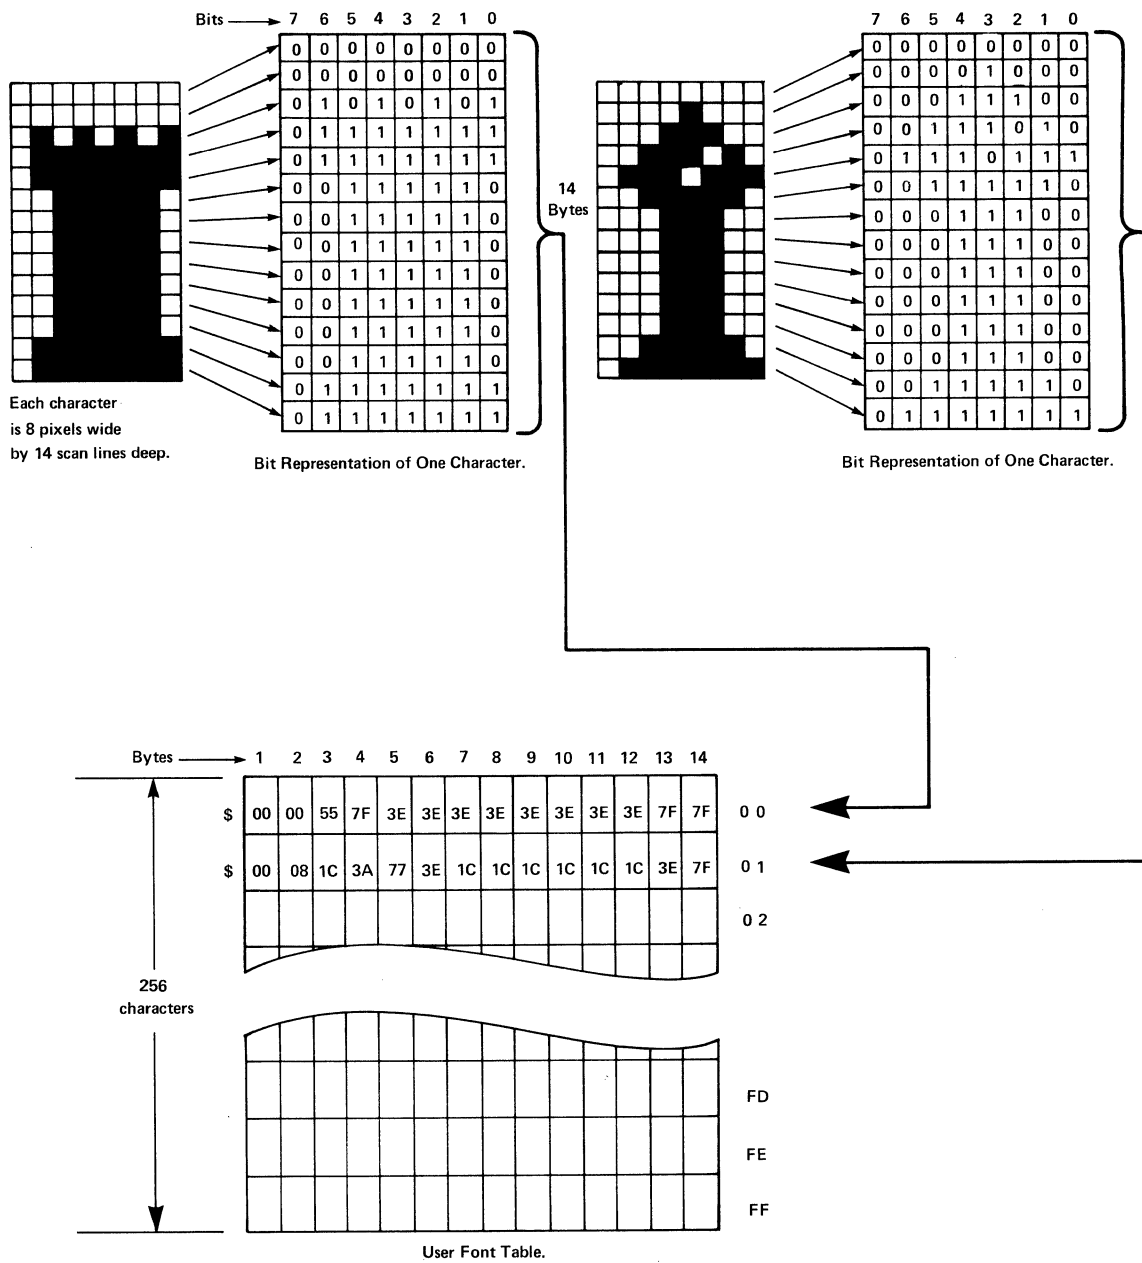 Bits 7 6 5 4 3 2 1 0
0 0 0 0 0 0 0 0
0 0 0 0 0 0 0 0
0 1 0 1 0 1 0 1
0 1 1 1 1 1 1 1
0 1 1 1 1 1 1 1
0 0 1 1 1 1 1 0
0 0 1 1 1 1 1 0
0 0 1 1 1 1 1 0
0 0 1 1 1 1 1 0
0 0 1 1 1 1 1 0
0 0 1 1 1 1 1 0
0 0 1 1 1 1 1 0
0 1 1 1 1 1 1 1
0 1 1 1 1 1 1 1
Each character
is 8 pixels wide
by 14 scan lines deep.
Bit Representation of One Character.
14
Bytes
7 6 5 4 3 2 1 0
0 0 0 0 0 0 0 0
0 0 0 0 1 0 0 0
0 0 0 1 1 1 0 0
0 0 1 1 1 0 1 0
0 1 1 1 0 1 1 1
0 0 1 1 1 1 1 0
0 0 0 1 1 1 0 0
0 0 0 1 1 1 0 0
0 0 0 1 1 1 0 0
0 0 0 1 1 1 0 0
0 0 0 1 1 1 0 0
0 0 0 1 1 1 0 0
0 0 1 1 1 1 1 0
0 1 1 1 1 1 1 1
Bit Representation of One Character.
Bytes 1 2 3 4 5 6 7 8 9 10 11 12 13 14
$ 00 00 55 7F 3E 3E 3E 3E 3E 3E 3E 3E 7F 7F 0 0
$ 00 08 1C 3A 77 3E 1C 1C 1C 1C 1C 1C 3E 7F 0 1
0 2
256
characters
FD
FE
FF
User Font Table.